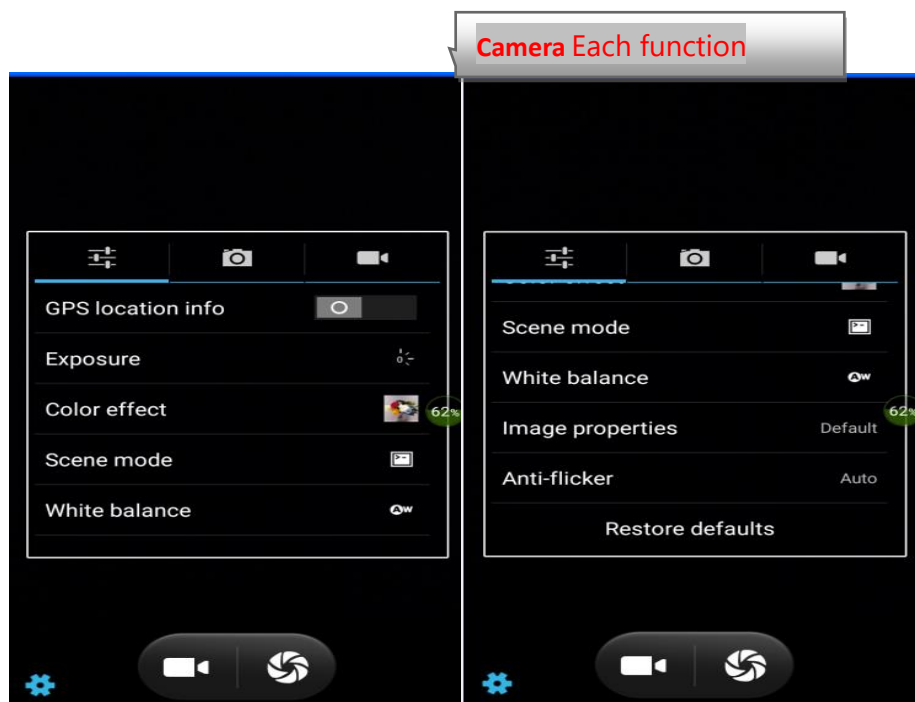 Camera Each function
GPS location info
Exposure
Color effect
62%
Scene mode
White balance
Scene mode
White balance
62%
Image properties Default
Anti-flicker Auto
Restore defaults